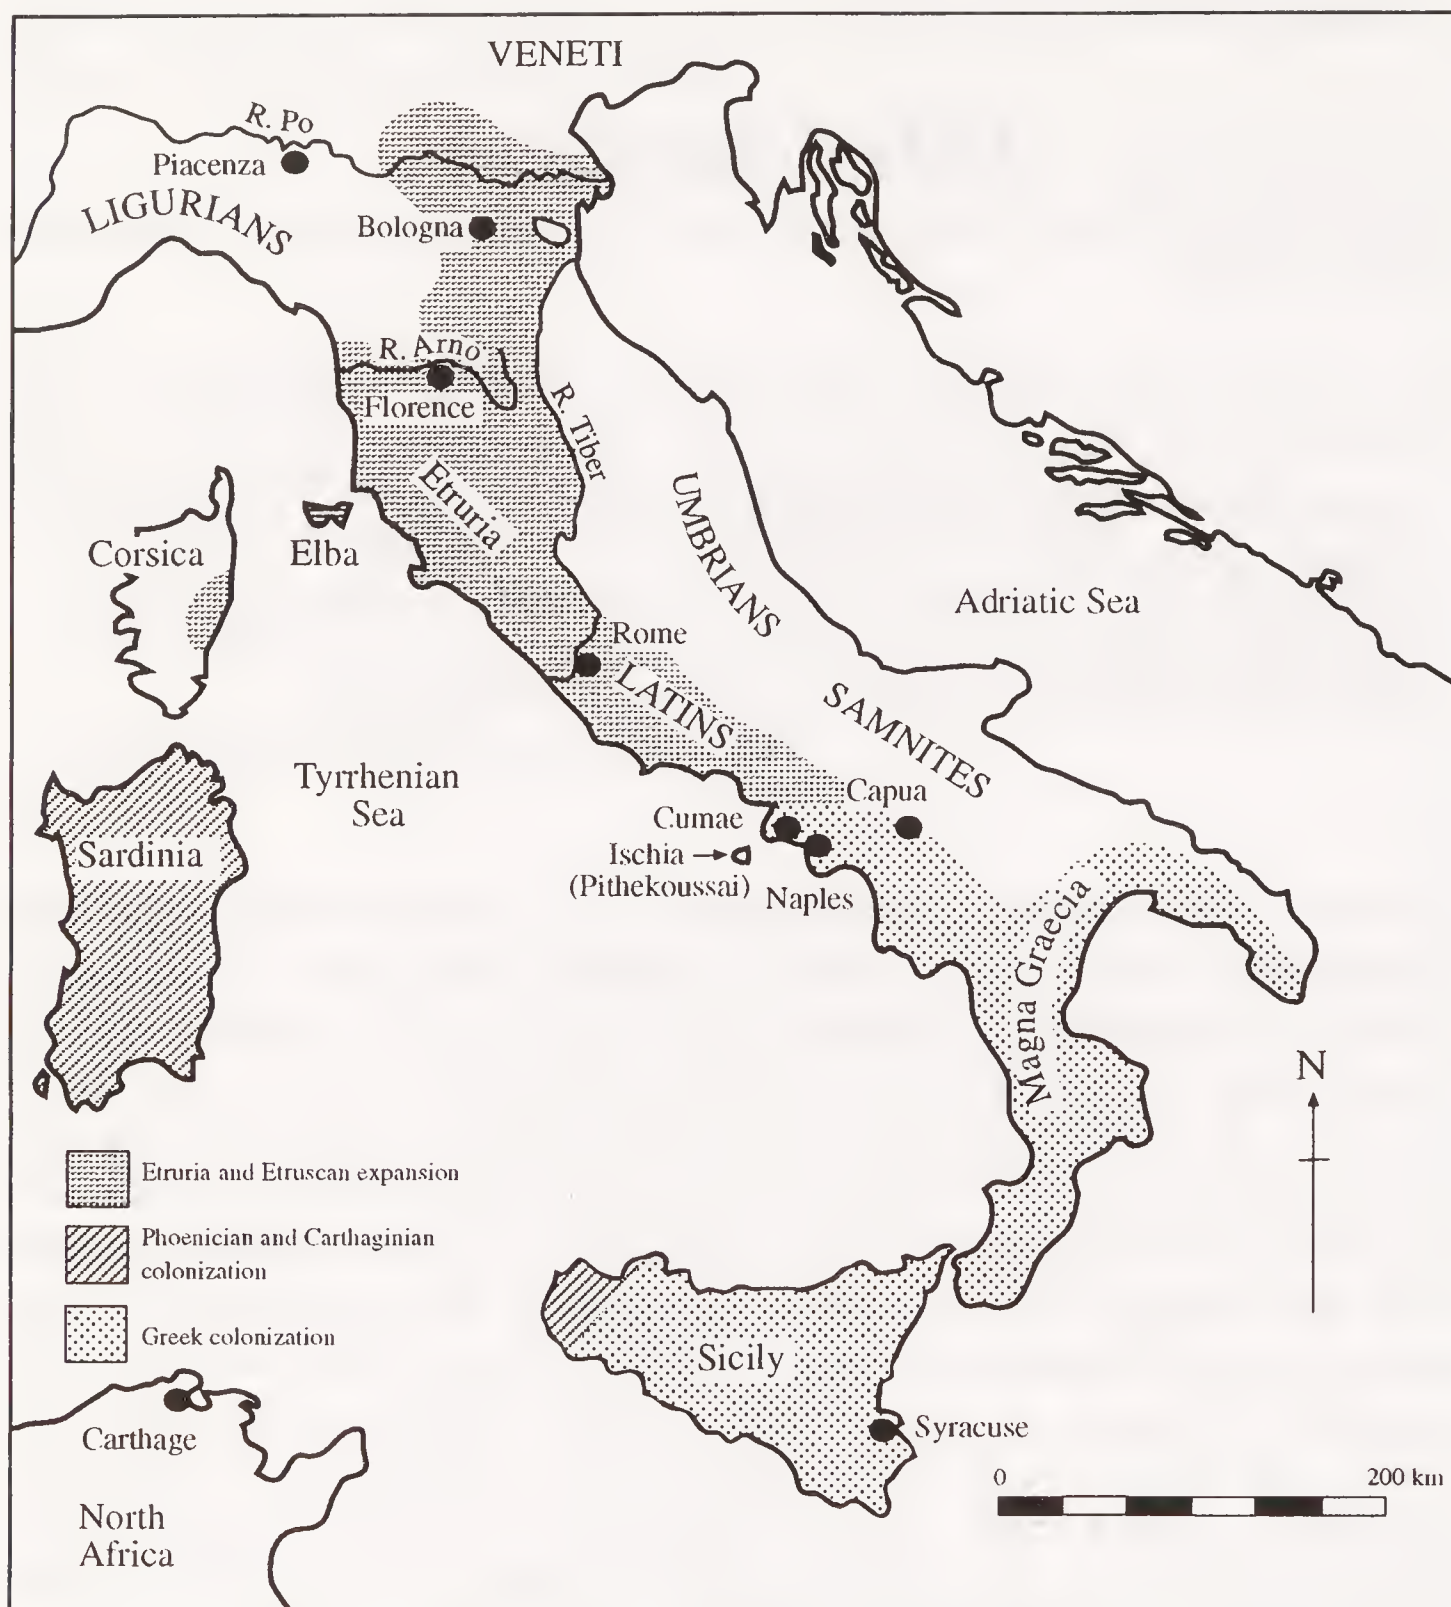 VENETI
R. Po
Piacenza
LIGURIANS
Bologna
R. Arno
Florence
R. Tiber
Etruria
UMBRIANS
Corsica
Elba
Adriatic Sea
Rome
LATINS
SAMNITES
Tyrrhenian
Sea
Capua
Cumae
Sardinia
Ischia
(Pithekoussai)
Naples
Magna Graecia
N
Etruria and Etruscan expansion
Phoenician and Carthaginian
colonization
Greek colonization
Sicily
Carthage
Syracuse
0
200 km
North
Africa